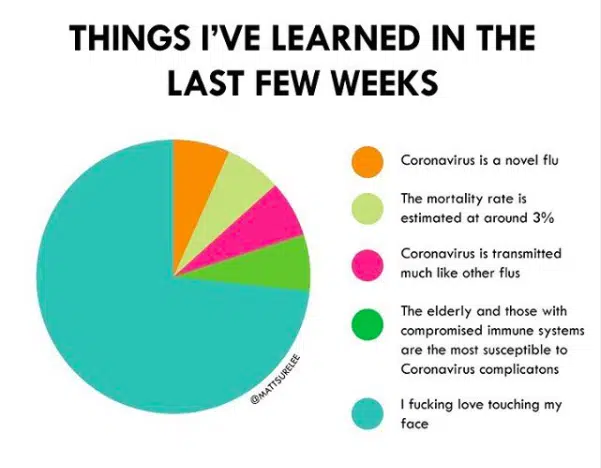 THINGS I'VE LEARNED IN THE
LAST FEW WEEKS
Coronavirus is a novel flu
The mortality rate is
estimated at around 3%
Coronavirus is transmitted
much like other flus
The elderly and those with
compromised immune systems
are the most susceptible to
Coronavirus complicatons
I fucking love touching my
face
@MATTSURELEE